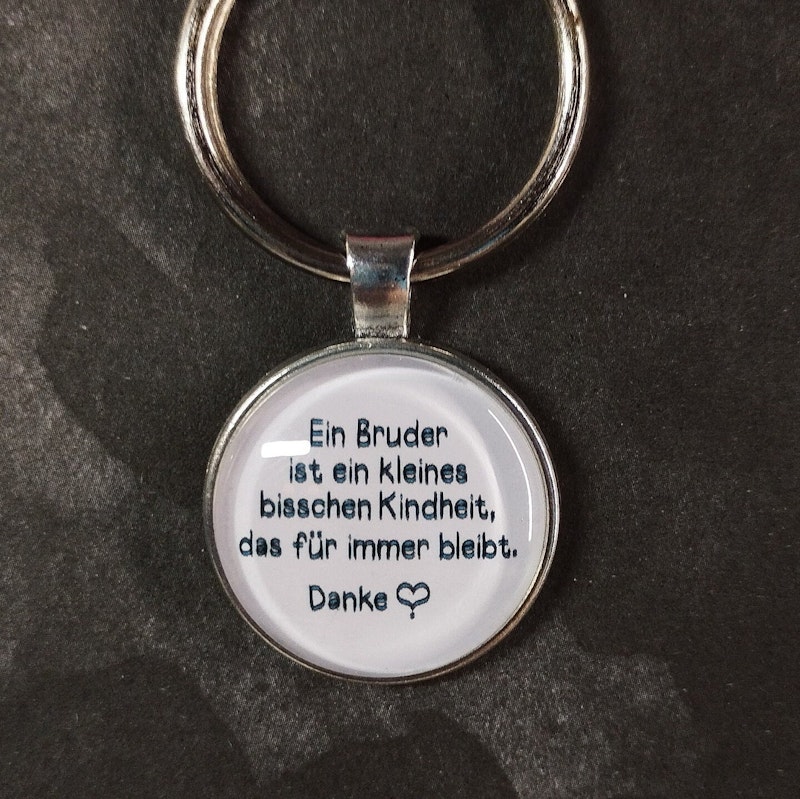 Ein Bruder
ist ein kleines
bisschen Kindheit,
das für immer bleibt.
Danke ♡